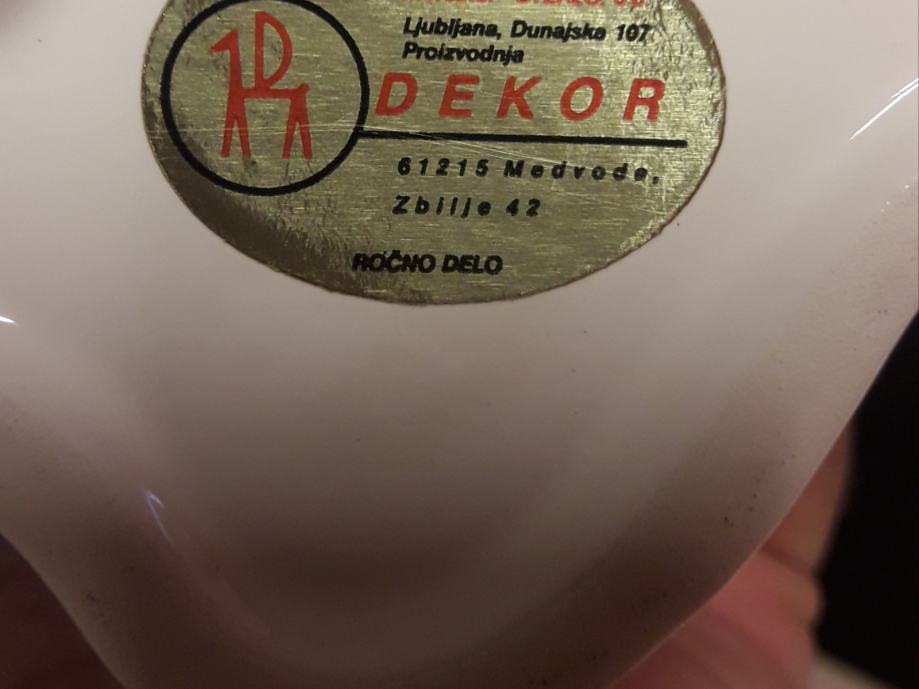 Ljubljana, Dunajska 107
Proizvodnja
DEKOR
61215 Medvode,
Zbilje 42
ROČNO DELO